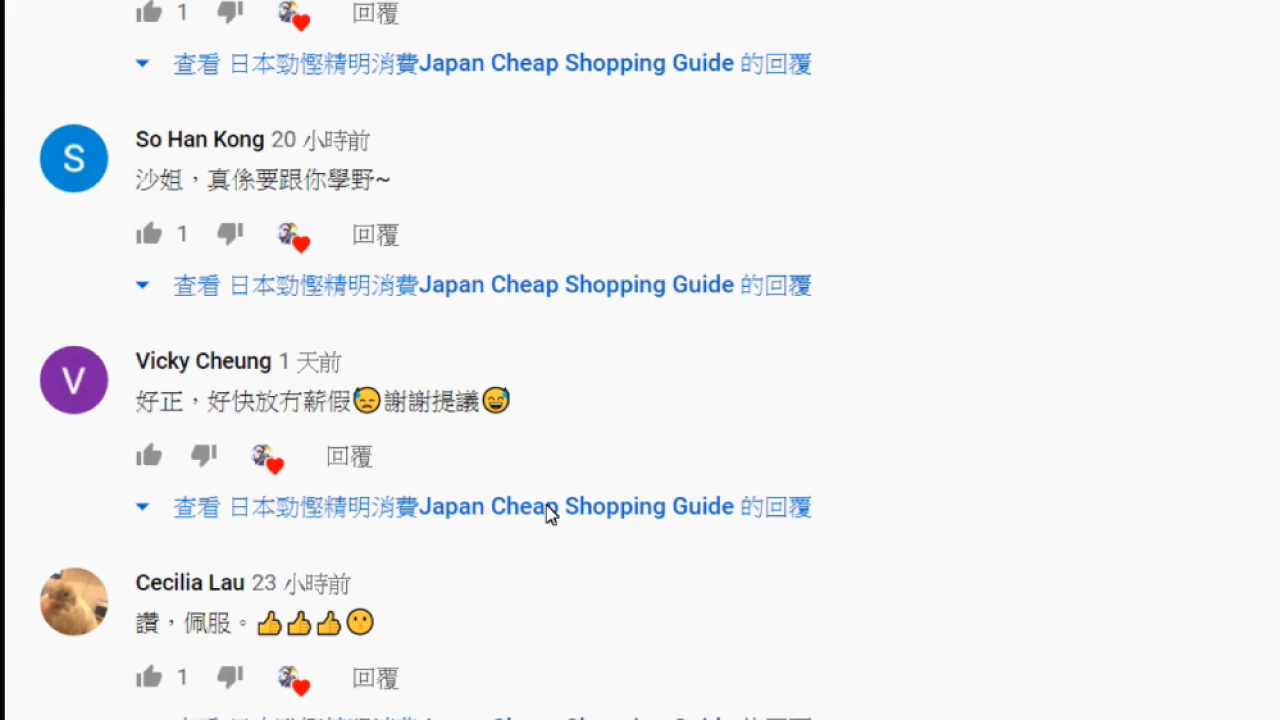 1 回覆
查看 日本勁慳精明消費Japan Cheap Shopping Guide 的回覆
S
So Han Kong 20 小時前
沙姐，真係要跟你學野~
1 回覆
查看 日本勁慳精明消費Japan Cheap Shopping Guide 的回覆
V
Vicky Cheung 1 天前
好正，好快放冇薪假😓謝謝提議😅
回覆
查看 日本勁慳精明消費Japan Cheap Shopping Guide 的回覆
Cecilia Lau 23 小時前
讚，佩服。👍👍👍😗
1 回覆